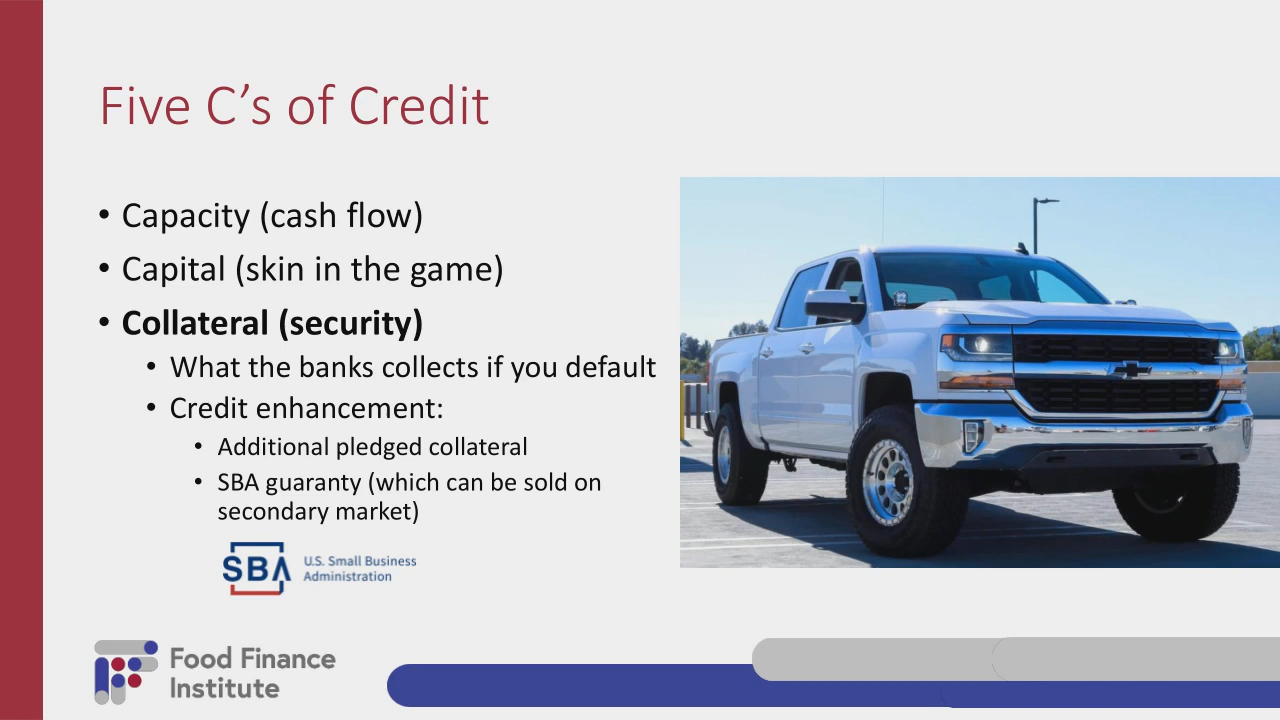 Five C’s of Credit
• Capacity (cash flow)
• Capital (skin in the game)
• Collateral (security)
• What the banks collects if you default
• Credit enhancement:
• Additional pledged collateral
• SBA guaranty (which can be sold on
secondary market)
SBA U.S. Small Business
Administration
Food Finance
Institute